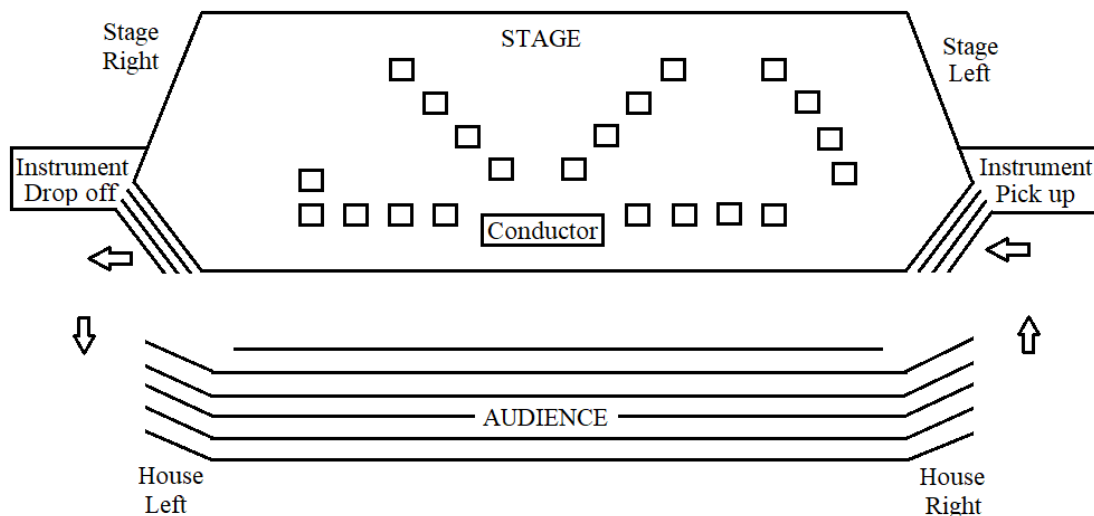 Stage
Right
STAGE
Stage
Left
Instrument
Drop off
Instrument
Pick up
Conductor
AUDIENCE
House
Left
House
Right